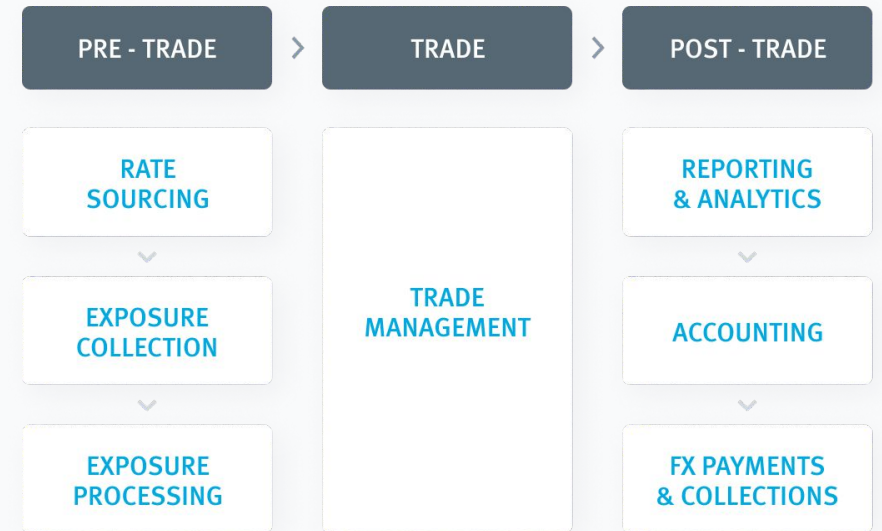 PRE - TRADE
TRADE
POST - TRADE
RATE
SOURCING
EXPOSURE
COLLECTION
EXPOSURE
PROCESSING
TRADE
MANAGEMENT
REPORTING
& ANALYTICS
ACCOUNTING
FX PAYMENTS
& COLLECTIONS